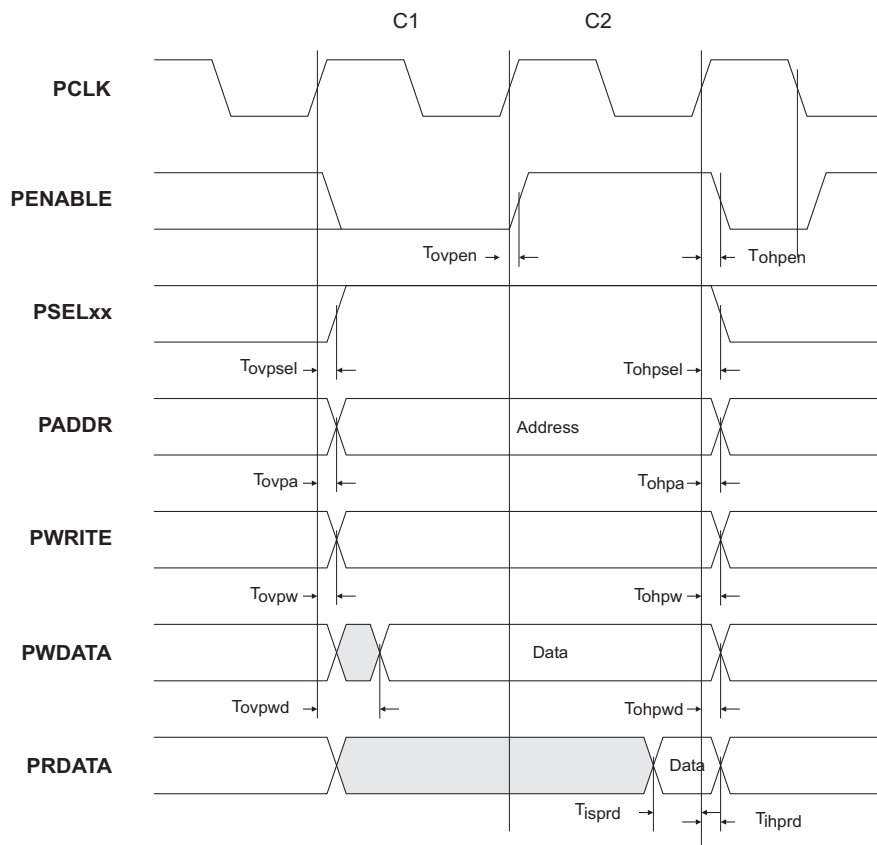 C1 C2
PCLK
PENABLE
Tovpen Tohpen
PSELxx
Tovpsel Tohpsel
PADDR Address
Tovpa Tohpa
PWRITE
Tovpw Tohpw
PWDATA Data
Tovpwd Tohpwd
PRDATA Data
Tisprd Tihprd